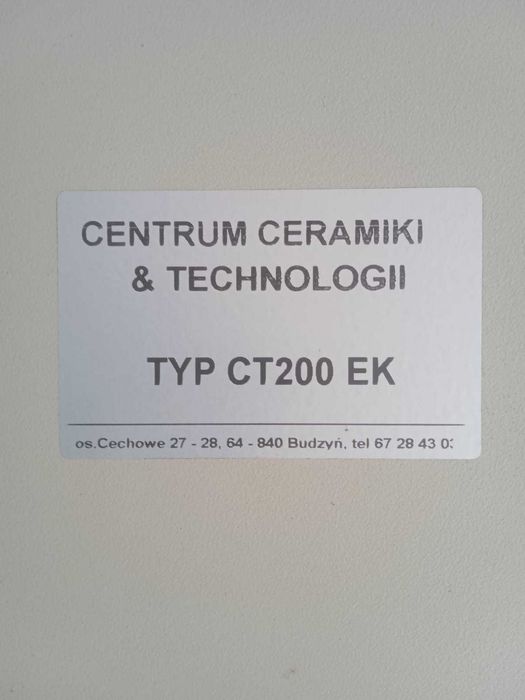 CENTRUM CERAMIKI
& TECHNOLOGII
TYP CT200 EK
os.Cechowe 27 - 28, 64 - 840 Budzyń, tel 67 28 43